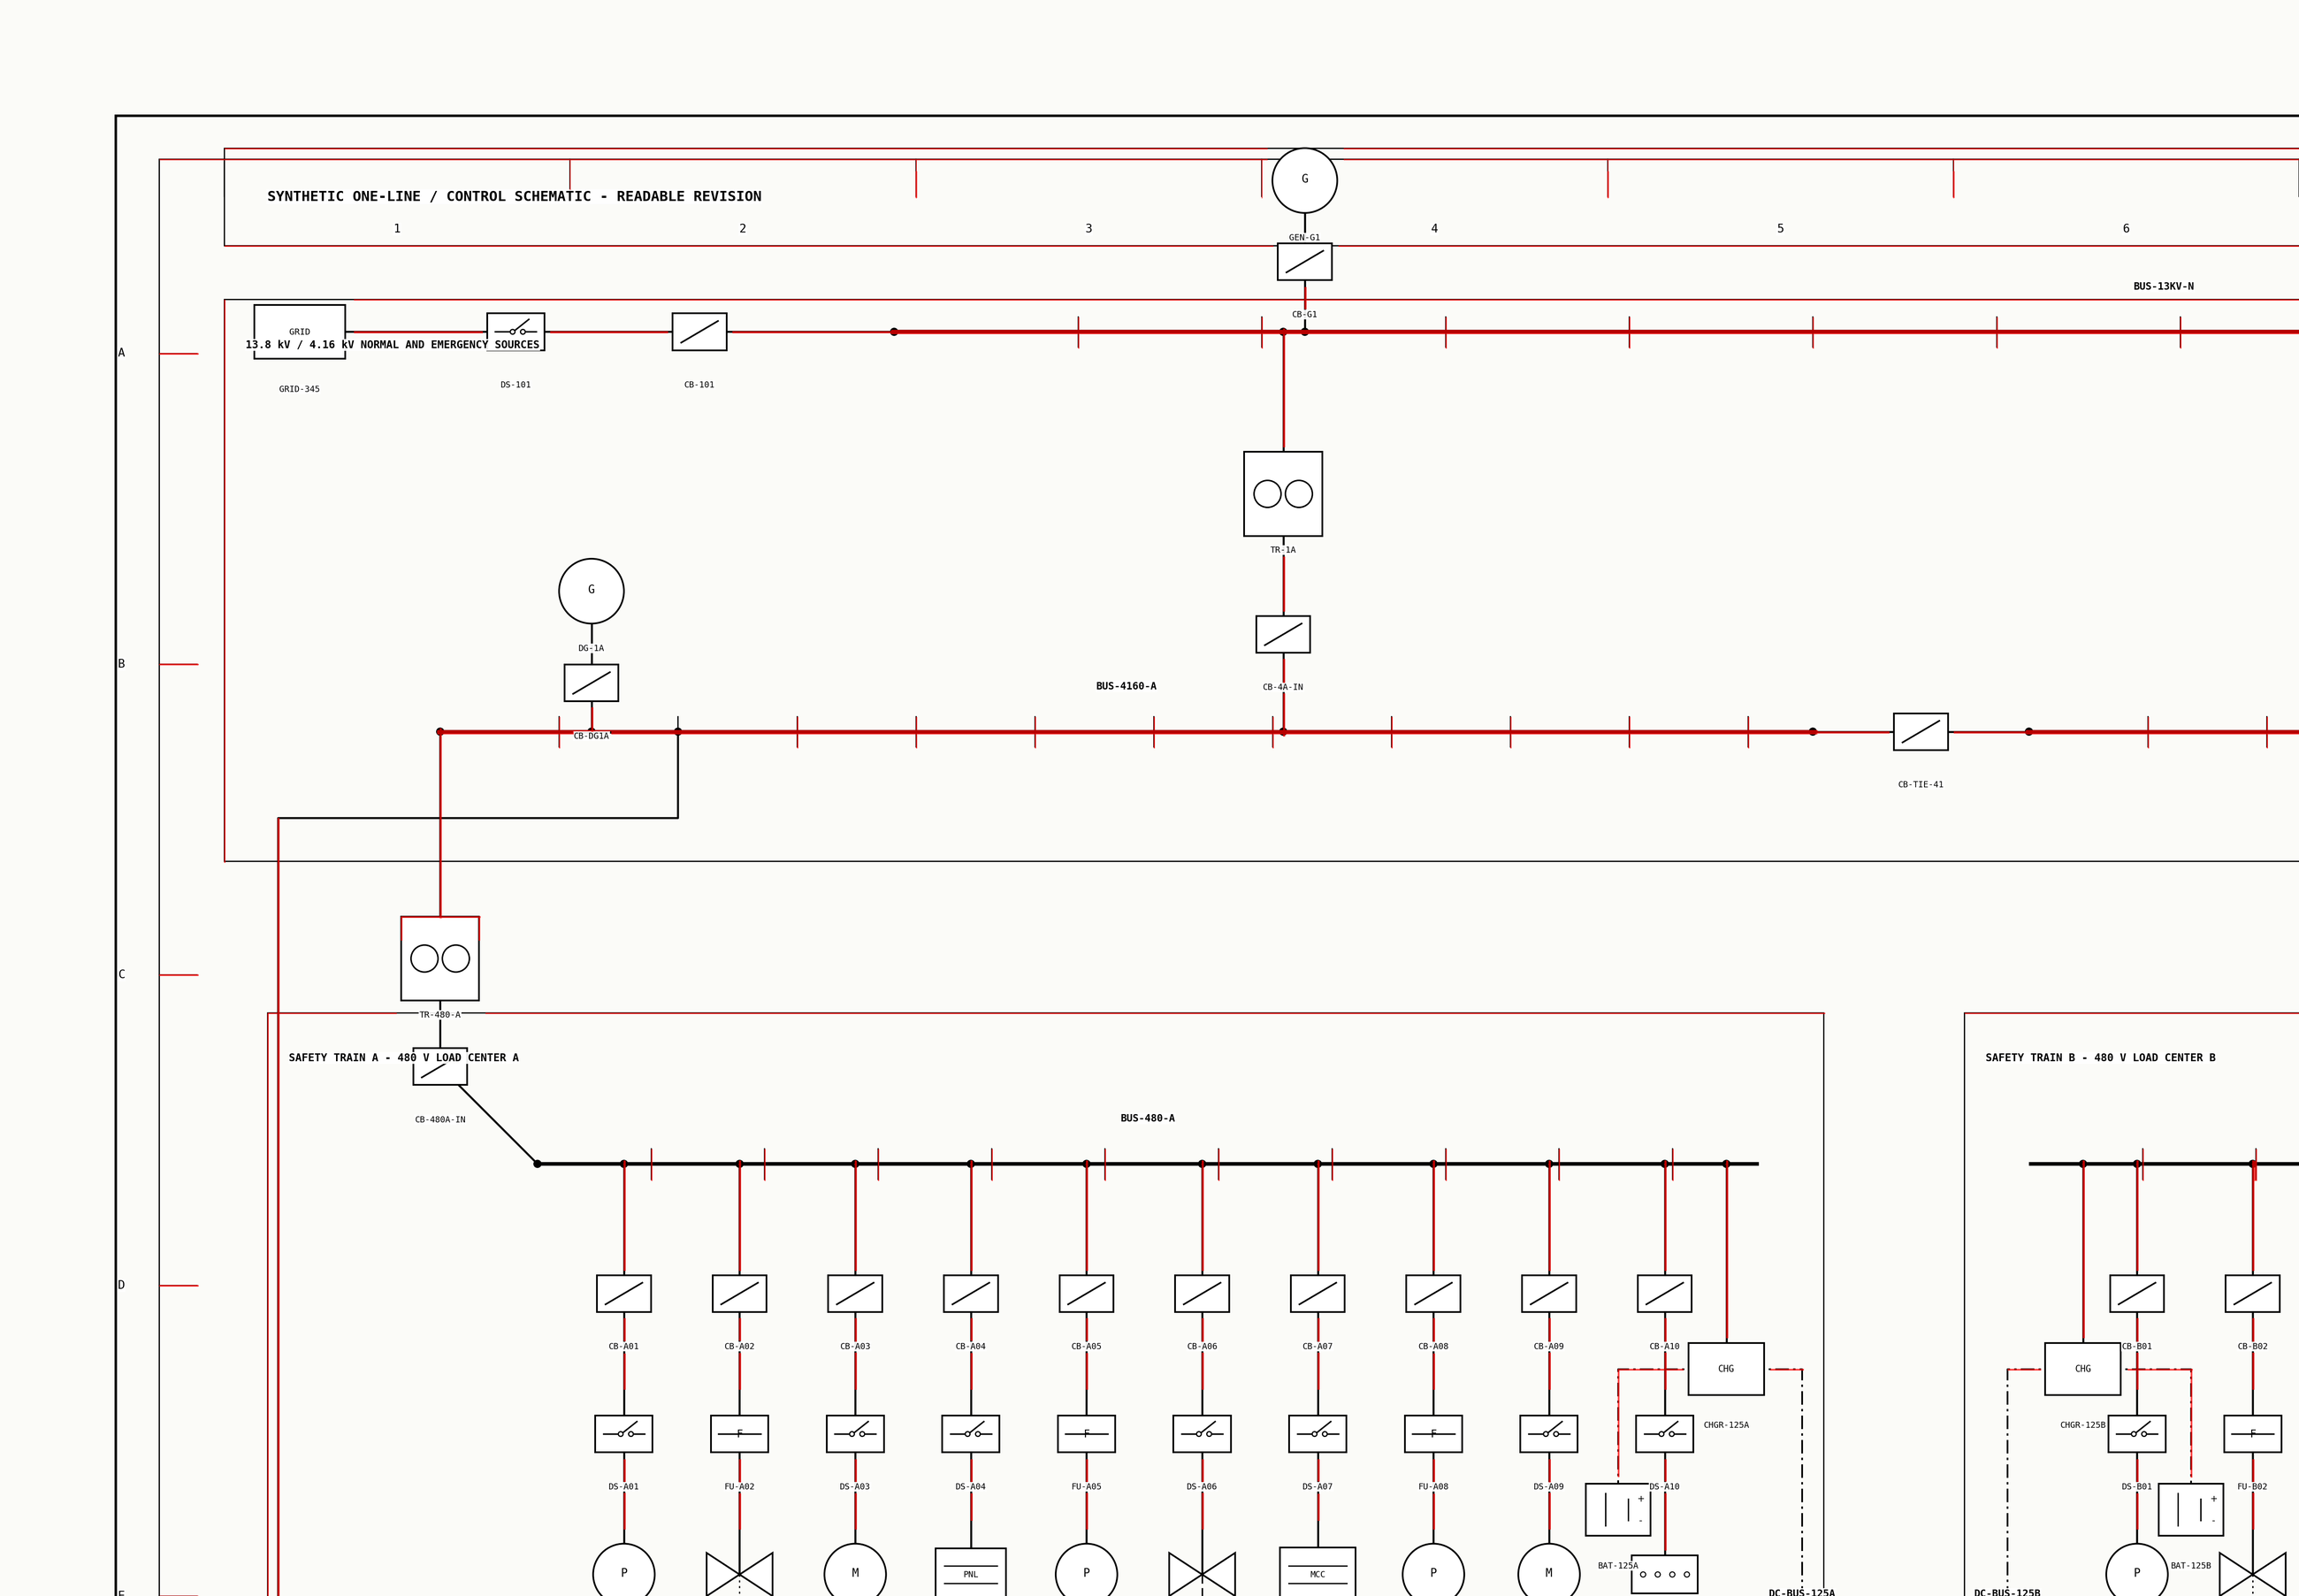 G
SYNTHETIC ONE-LINE / CONTROL SCHEMATIC - READABLE REVISION
1 2 3 4 5 6
GEN-G1
BUS-13KV-N
CB-G1
GRID
13.8 kV / 4.16 kV NORMAL AND EMERGENCY SOURCES
A
GRID-345 DS-101 CB-101
TR-1A
G
DG-1A
B
BUS-4160-A CB-4A-IN
CB-DG1A
CB-TIE-41
C
TR-480-A
SAFETY TRAIN A - 480 V LOAD CENTER A SAFETY TRAIN B - 480 V LOAD CENTER B
CB-480A-IN BUS-480-A
D
CB-A01 CB-A02 CB-A03 CB-A04 CB-A05 CB-A06 CB-A07 CB-A08 CB-A09 CB-A10 CB-B01 CB-B02
CHG CHG
CHGR-125A CHGR-125B
F F F F
DS-A01 FU-A02 DS-A03 DS-A04 FU-A05 DS-A06 DS-A07 FU-A08 DS-A09 DS-A10 DS-B01 FU-B02
+ +
- -
BAT-125A BAT-125B
P M PNL P MCC P M P
E DC-BUS-125A DC-BUS-125B